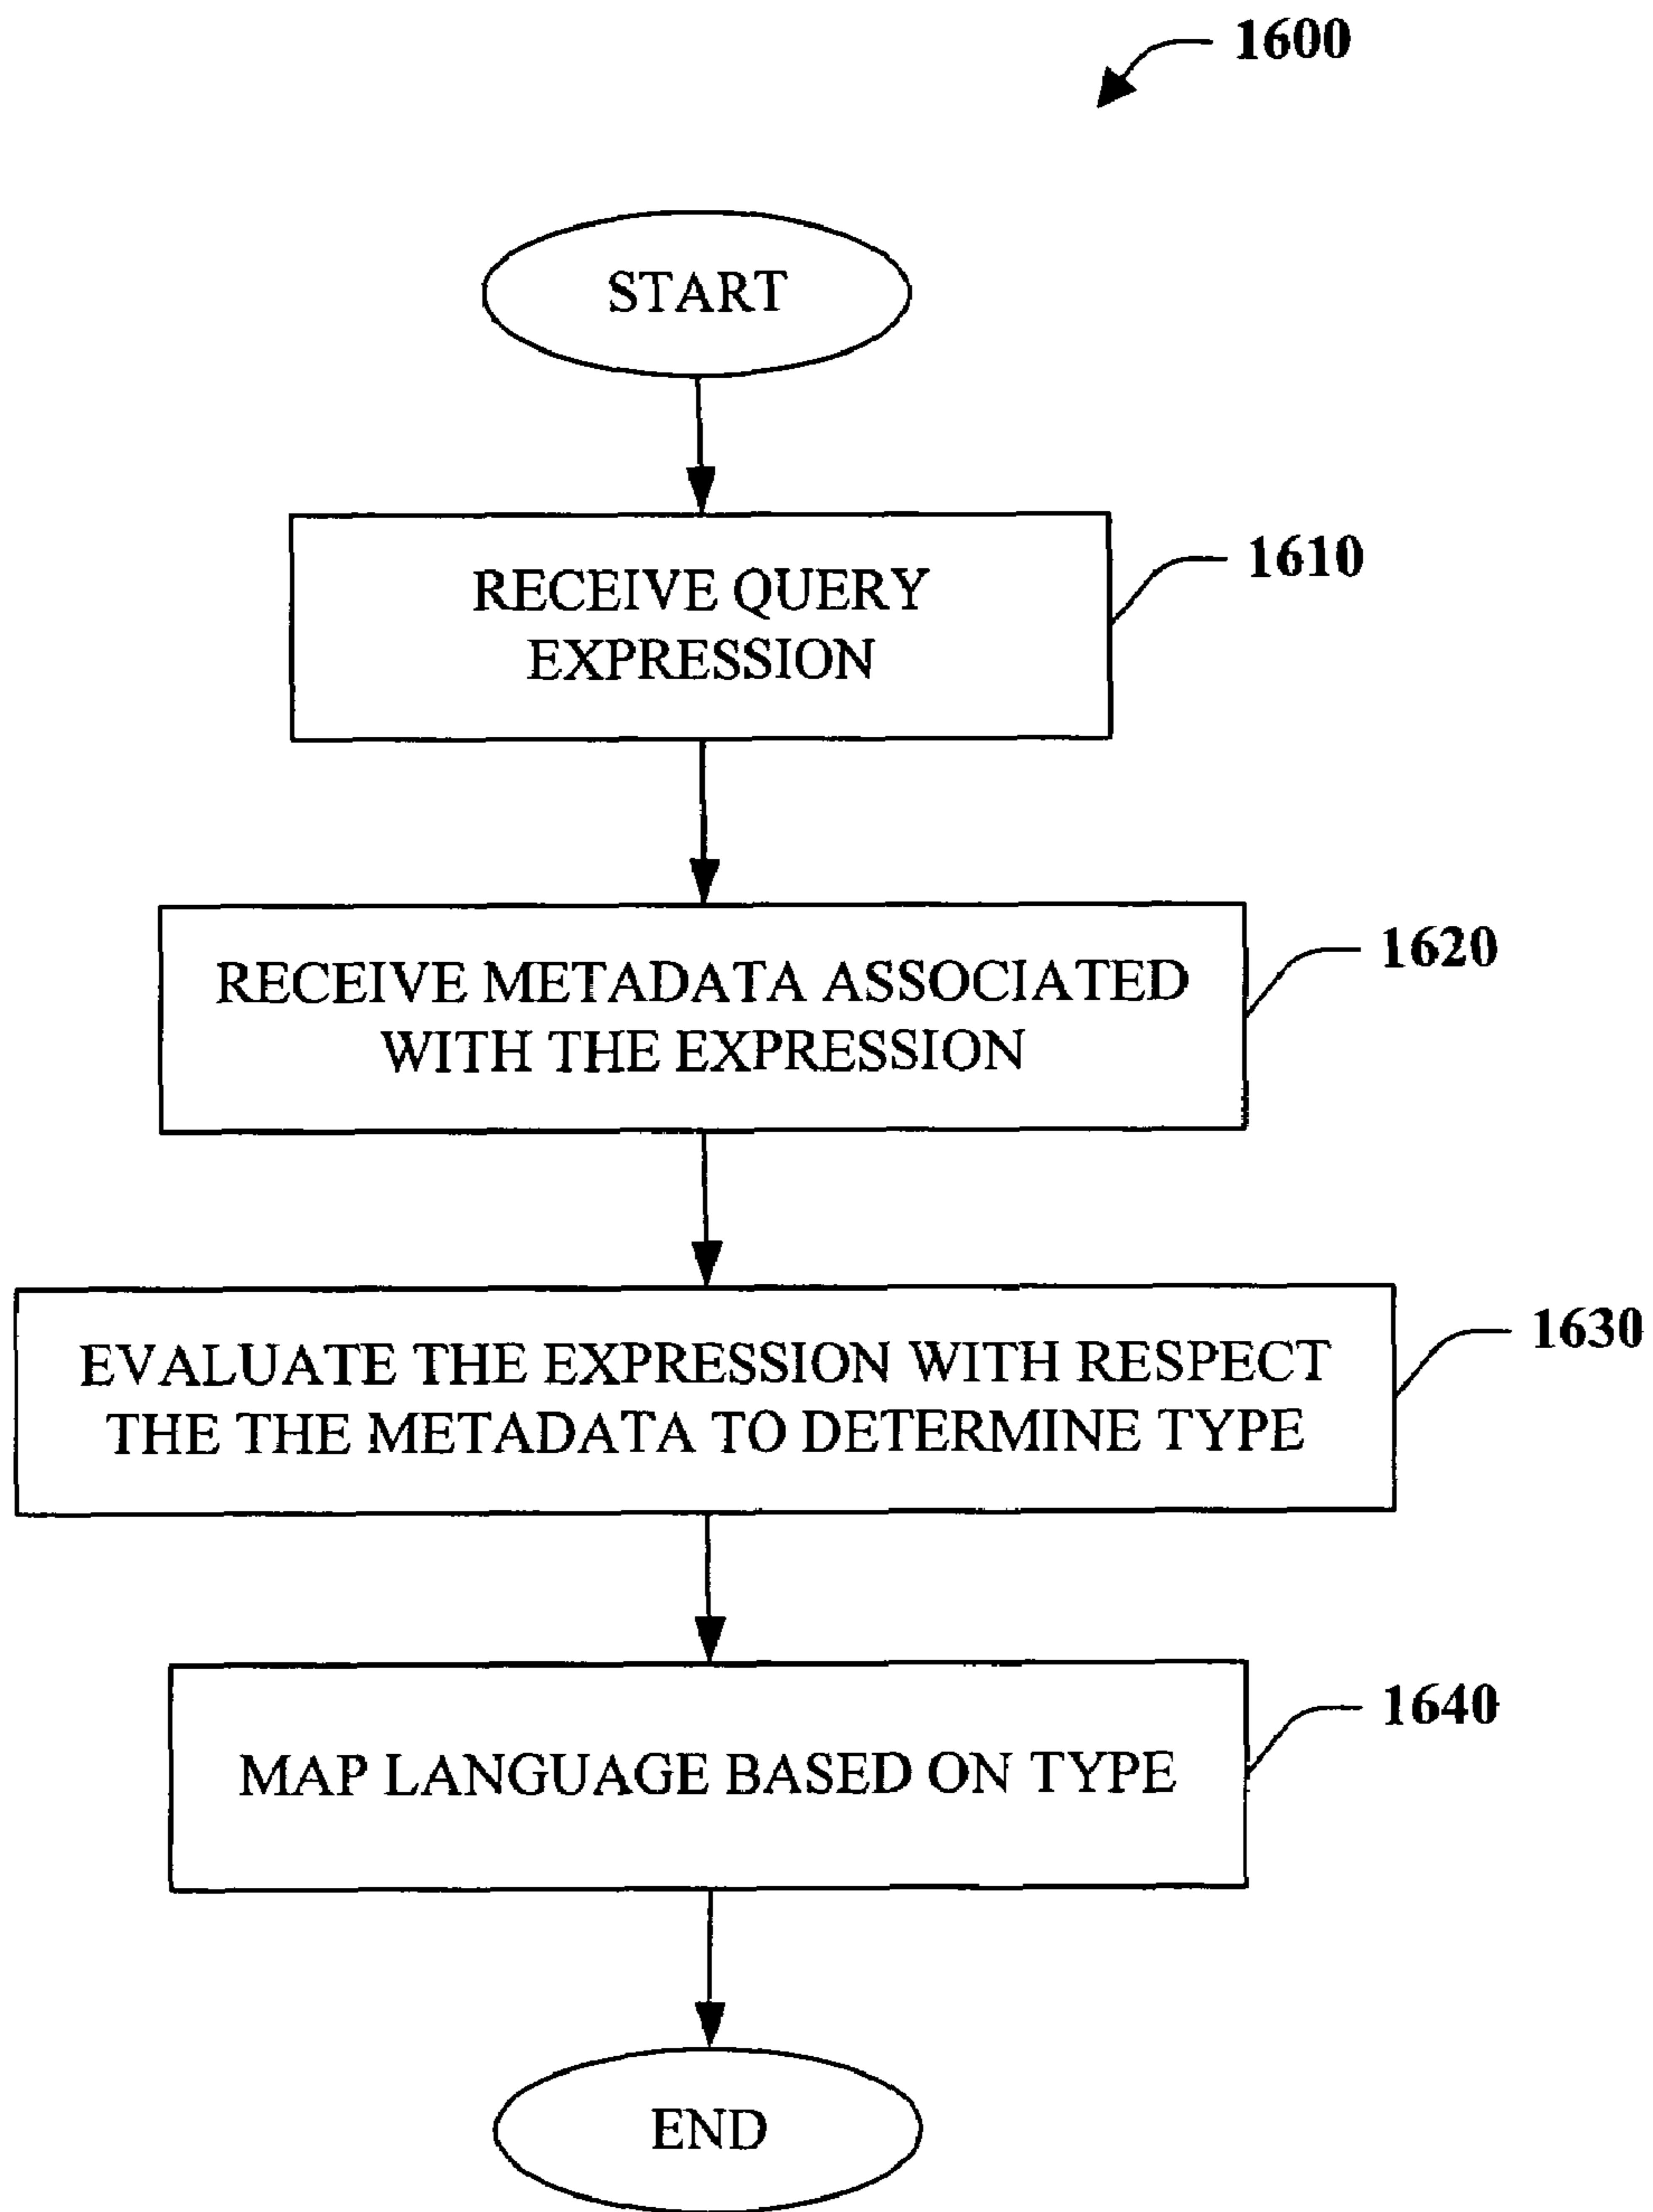 1600
START
RECEIVE QUERY
EXPRESSION
1610
RECEIVE METADATA ASSOCIATED
WITH THE EXPRESSION
1620
EVALUATE THE EXPRESSION WITH RESPECT
THE THE METADATA TO DETERMINE TYPE
1630
MAP LANGUAGE BASED ON TYPE
1640
END